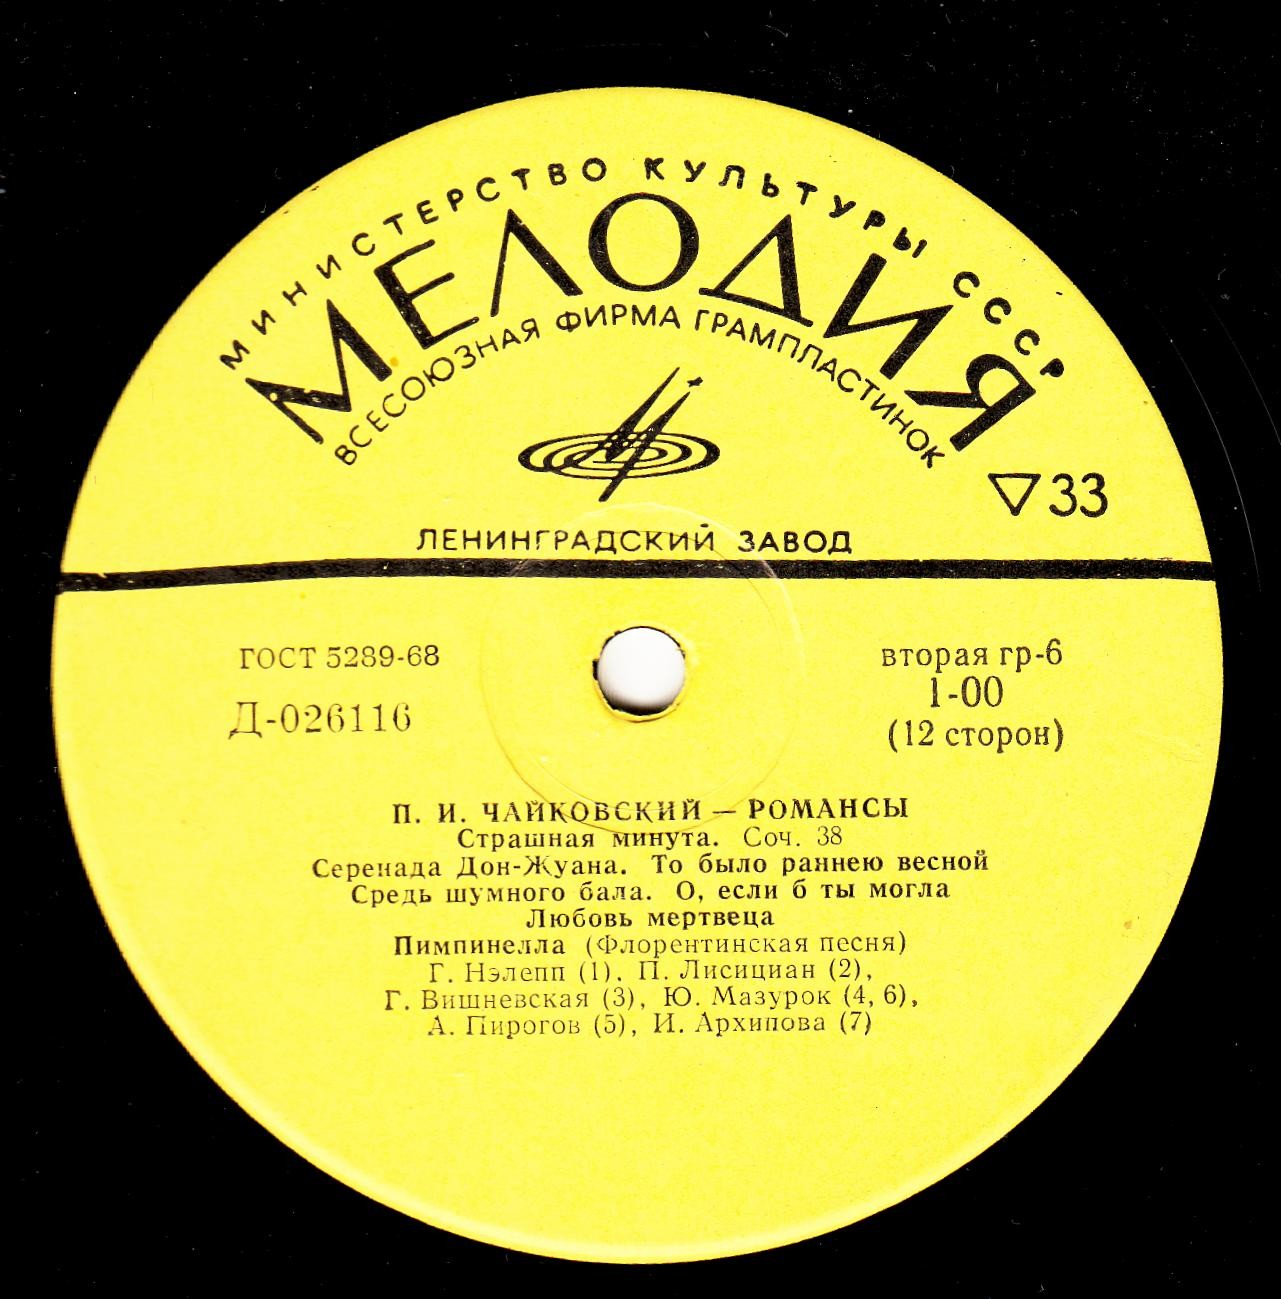 МИНИСТЕРСТВО КУЛЬТУРЫ СССР
МЕЛОДИЯ
ВСЕСОЮЗНАЯ ФИРМА ГРАМПЛАСТИНОК
▽33
ЛЕНИНГРАДСКИЙ ЗАВОД
ГОСТ 5289-68
вторая гр-6
Д-026116
1-00
(12 сторон)
П. И. ЧАЙКОВСКИЙ — РОМАНСЫ
Страшная минута. Соч. 38
Серенада Дон-Жуана. То было раннею весной
Средь шумного бала. О, если б ты могла
Любовь мертвеца
Пимпинелла (Флорентинская песня)
Г. Нэлепп (1). П. Лисициан (2),
Г. Вишневская (3), Ю. Мазурок (4, 6),
А. Пирогов (5), И. Архипова (7)